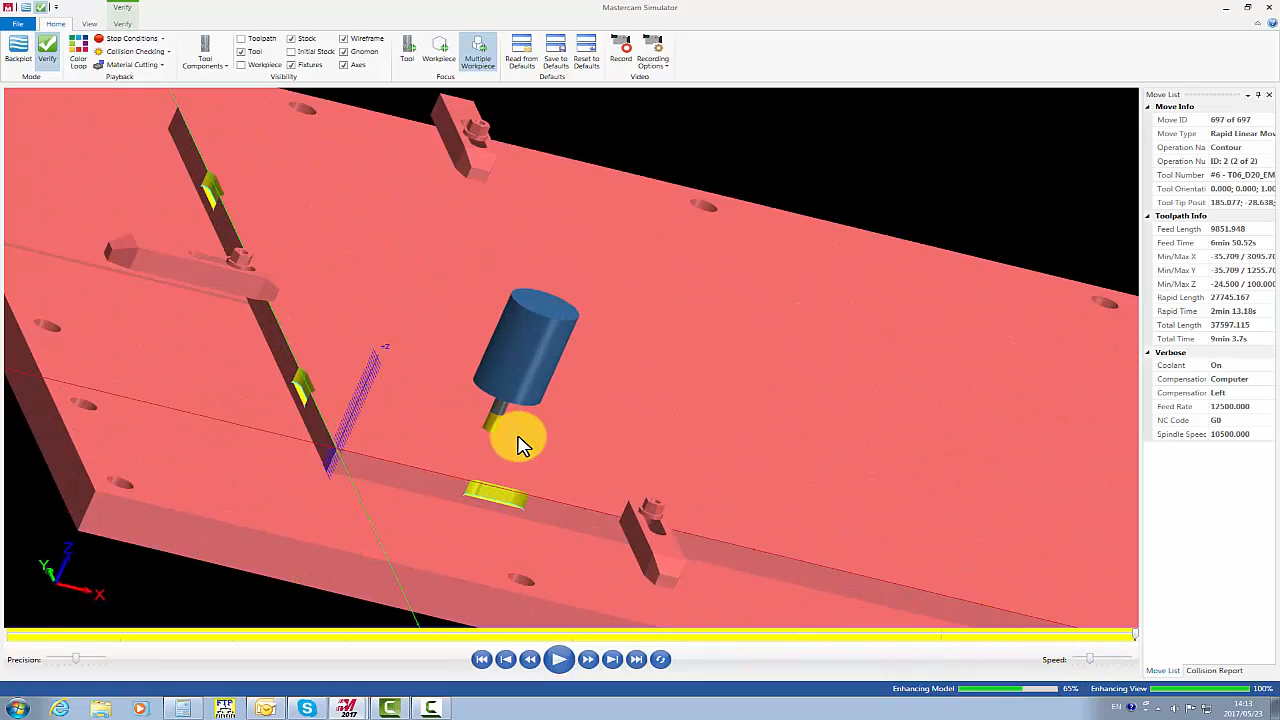 Verify
Mastercam Simulator
File
Home
View
Verify
Backplot
Verify
Mode
Color Loop
Stop Conditions
Collision Checking
Material Cutting
Playback
Tool Components
Toolpath
Tool
Workpiece
Stock
Initial Stock
Fixtures
Wireframe
Gnomon
Axes
Visibility
Tool
Workpiece
Multiple Workpiece
Focus
Read from Defaults
Save to Defaults
Reset to Defaults
Defaults
Record
Recording Options
Video
+Z
Z
Y
X
Move List
Move Info
Move ID 697 of 697
Move Type Rapid Linear Mov
Operation Na Contour
Operation Nu ID: 2 (2 of 2)
Tool Number #6 - T06_D20_EM
Tool Orientati 0.000; 0.000; 1.00
Tool Tip Posit 185.077; -28.638;
Toolpath Info
Feed Length 9851.948
Feed Time 6min 50.52s
Min/Max X -35.709 / 3095.70
Min/Max Y -35.709 / 1255.70
Min/Max Z -24.500 / 100.000
Rapid Length 27745.167
Rapid Time 2min 13.18s
Total Length 37597.115
Total Time 9min 3.7s
Verbose
Coolant On
Compensation Computer
Compensation Left
Feed Rate 12500.000
NC Code G0
Spindle Speed 10500.000
Precision:
Speed:
Move List Collision Report
Enhancing Model 65% Enhancing View 100%
FTP
2017
EN
14:13
2017/05/23